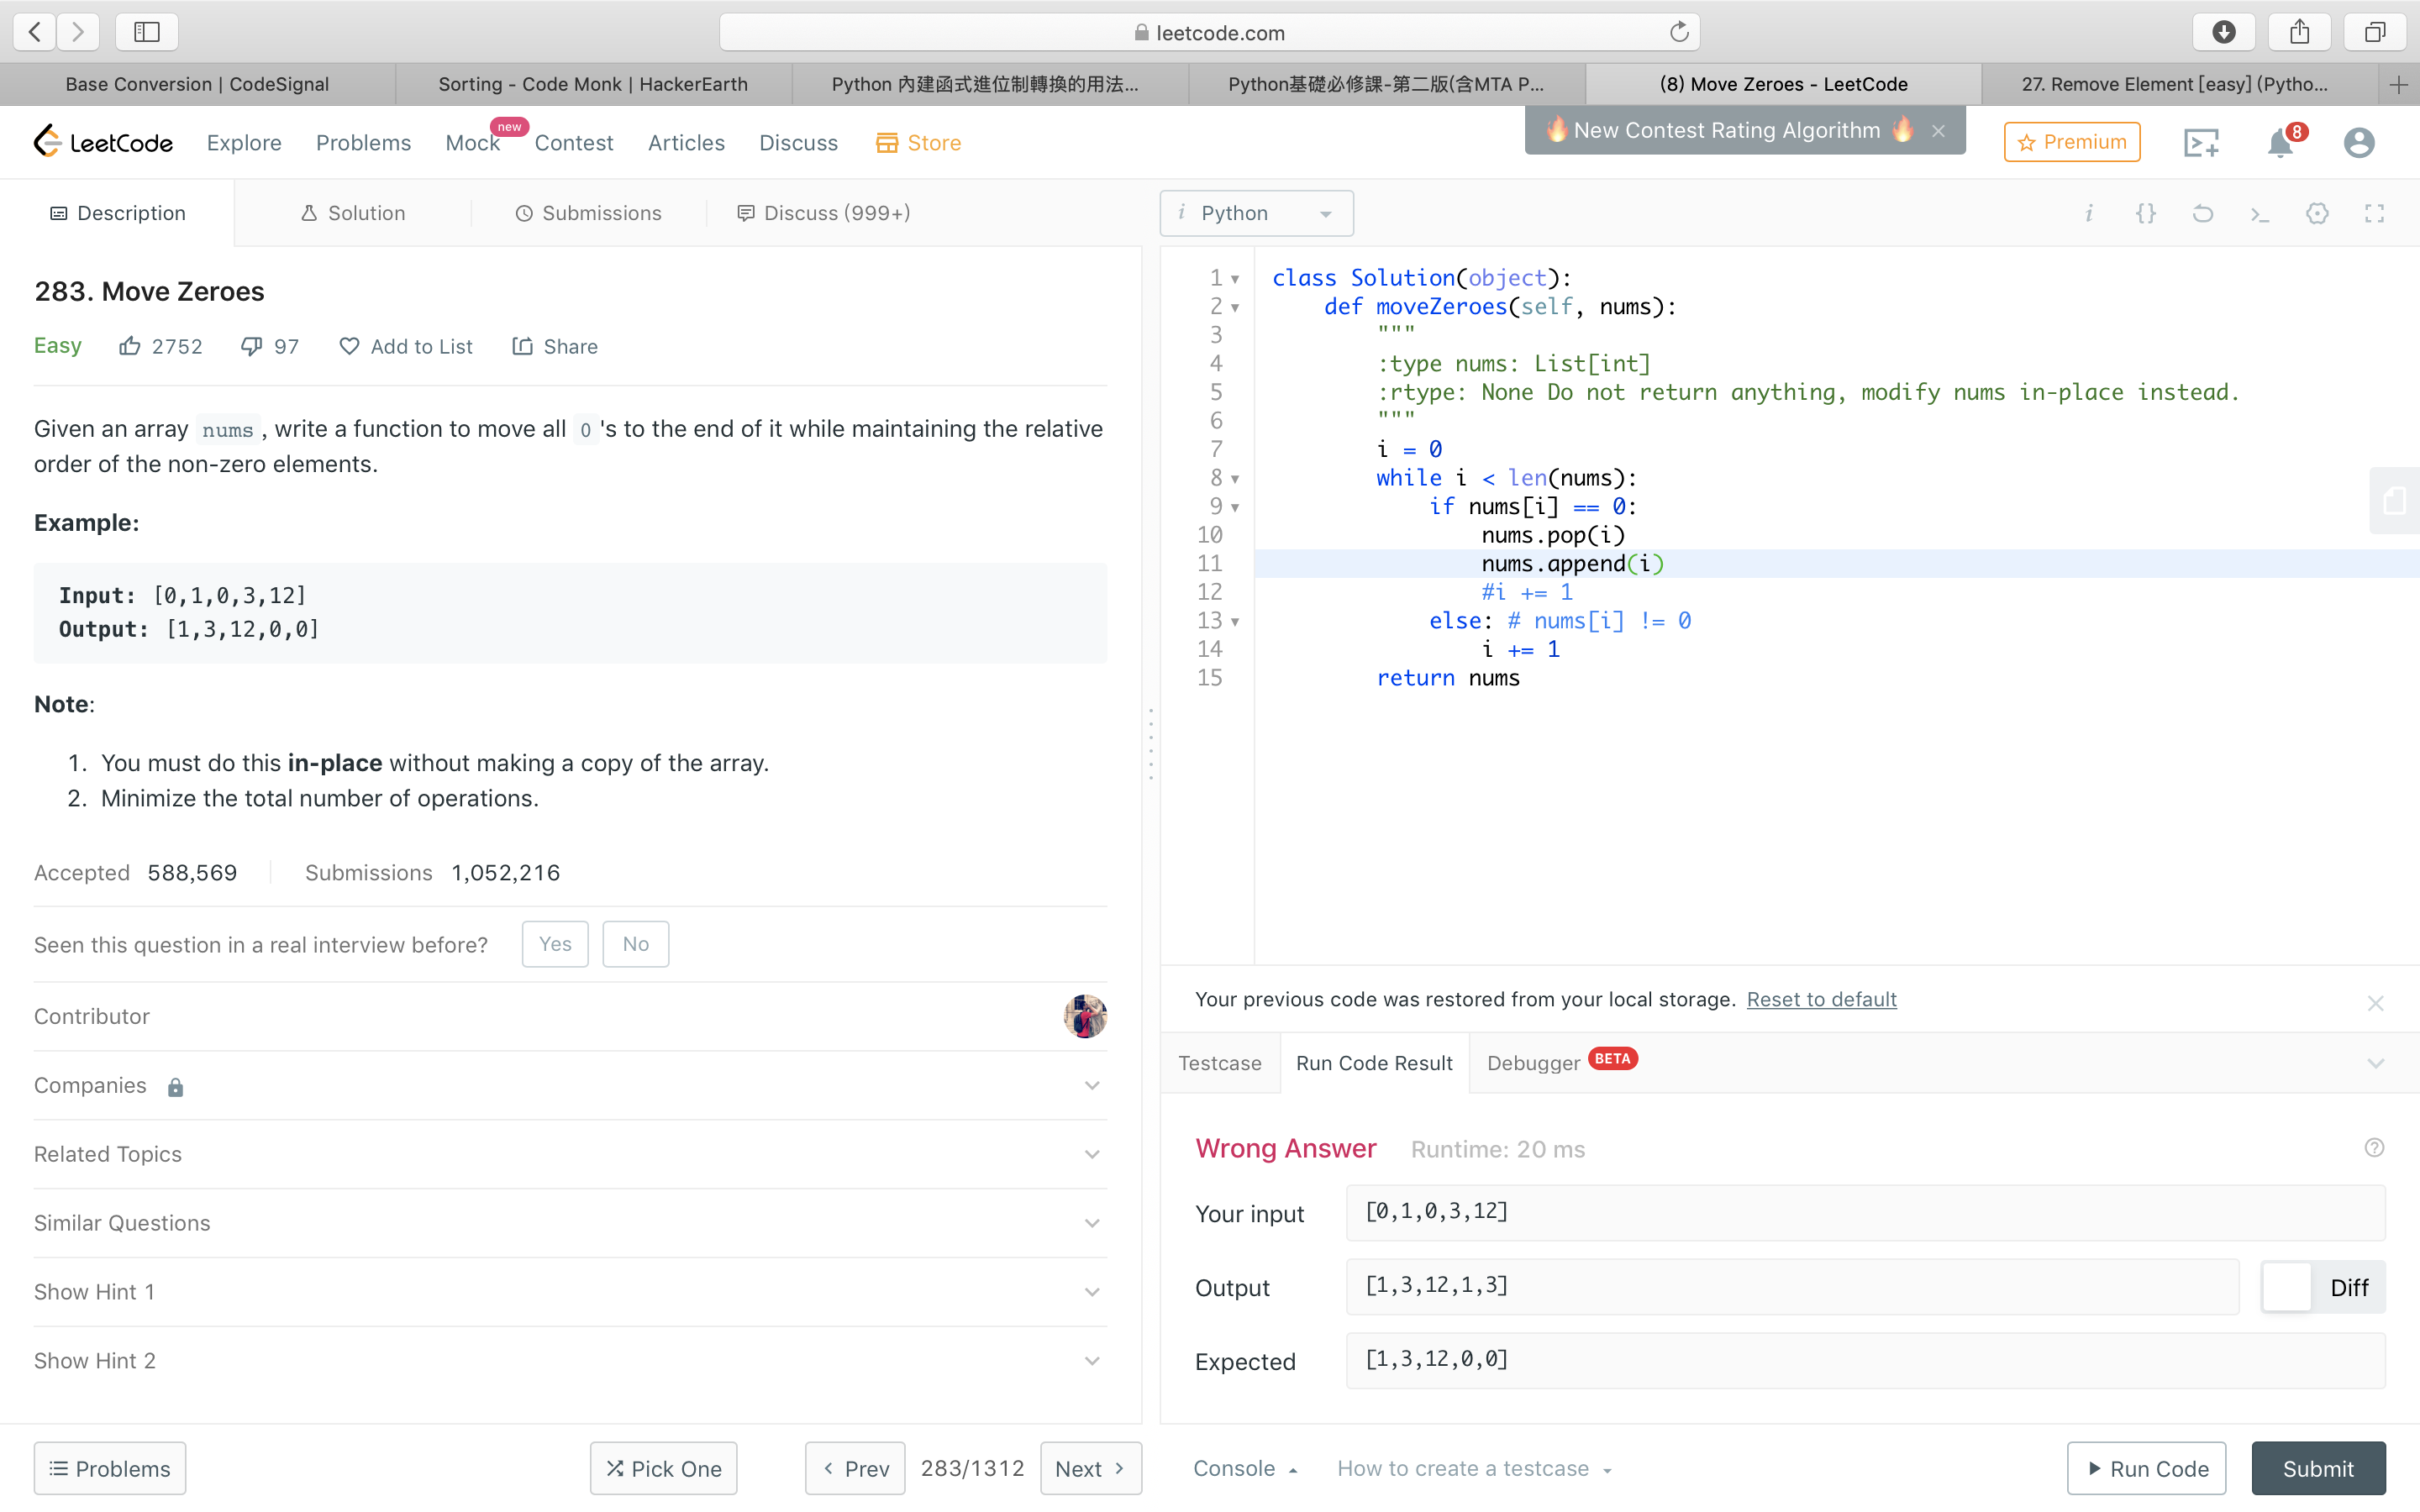 leetcode.com
Base Conversion | CodeSignal
Sorting - Code Monk | HackerEarth
Python 內建函式進位制轉換的用法...
Python基礎必修課-第二版(含MTA P...
(8) Move Zeroes - LeetCode
27. Remove Element [easy] (Pytho...
LeetCode
Explore
Problems
Mock
new
Contest
Articles
Discuss
Store
🔥New Contest Rating Algorithm 🔥
Premium
8
Description
Solution
Submissions
Discuss (999+)
283. Move Zeroes
Easy
2752
97
Add to List
Share
Given an array nums, write a function to move all 0's to the end of it while maintaining the relative
order of the non-zero elements.
Example:
Input: [0,1,0,3,12]
Output: [1,3,12,0,0]
Note:
1. You must do this in-place without making a copy of the array.
2. Minimize the total number of operations.
Accepted 588,569
Submissions 1,052,216
Seen this question in a real interview before?
Yes
No
Contributor
Companies
Related Topics
Similar Questions
Show Hint 1
Show Hint 2
Problems
Pick One
Prev
283/1312
Next
i Python
1 class Solution(object):
2 def moveZeroes(self, nums):
3 """
4 :type nums: List[int]
5 :rtype: None Do not return anything, modify nums in-place instead.
6 """
7 i = 0
8 while i < len(nums):
9 if nums[i] == 0:
10 nums.pop(i)
11 nums.append(i)
12 #i += 1
13 else: # nums[i] != 0
14 i += 1
15 return nums
Your previous code was restored from your local storage. Reset to default
Testcase
Run Code Result
Debugger
BETA
Wrong Answer
Runtime: 20 ms
Your input
[0,1,0,3,12]
Output
[1,3,12,1,3]
Diff
Expected
[1,3,12,0,0]
Console
How to create a testcase
Run Code
Submit